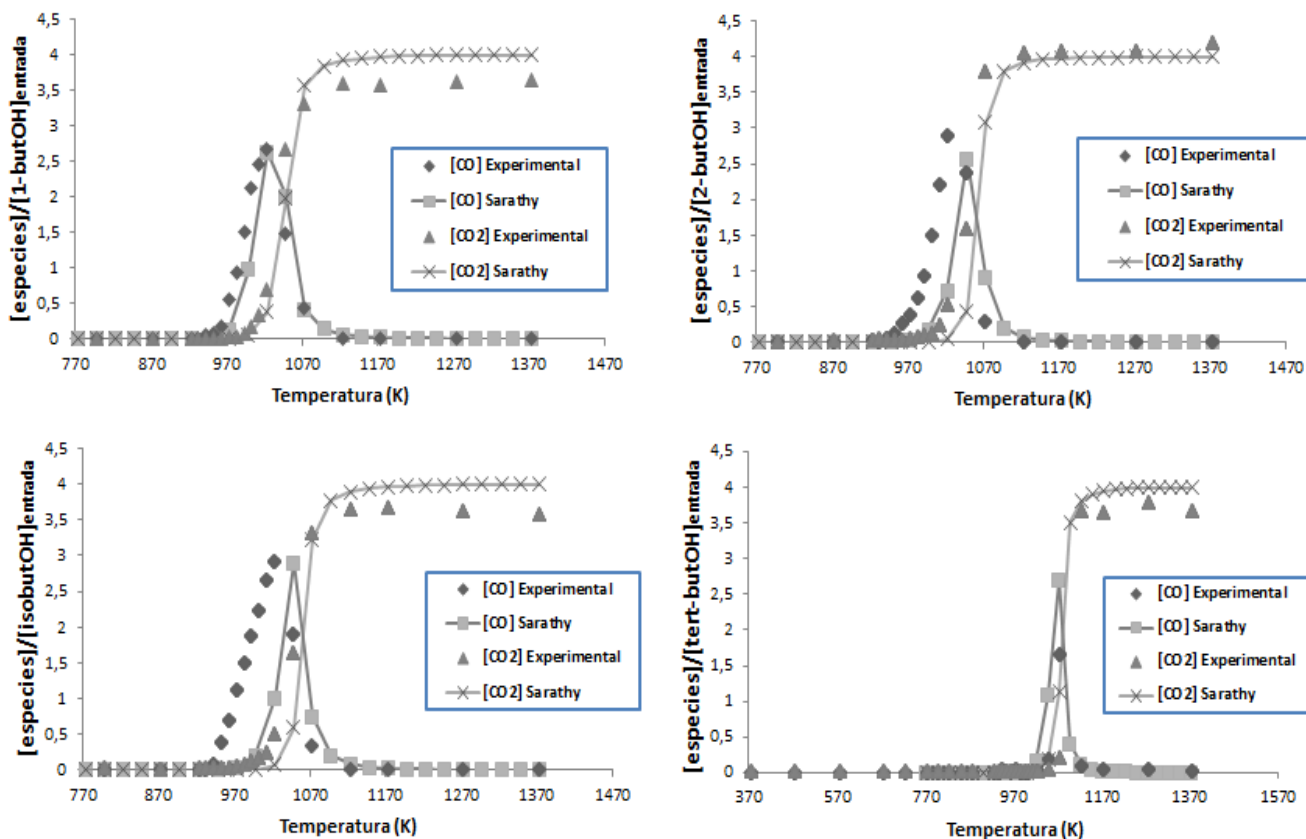 [especies]/[1-butOH]entrada
4,5
4
3,5
3
2,5
2
1,5
1
0,5
0
770 870 970 1070 1170 1270 1370 1470
Temperatura (K)
[CO] Experimental
[CO] Sarathy
[CO2] Experimental
[CO2] Sarathy
[especies]/[2-butOH]entrada
4,5
4
3,5
3
2,5
2
1,5
1
0,5
0
770 870 970 1070 1170 1270 1370 1470
Temperatura (K)
[CO] Experimental
[CO] Sarathy
[CO2] Experimental
[CO2] Sarathy
[especies]/[isobutOH]entrada
4,5
4
3,5
3
2,5
2
1,5
1
0,5
0
770 870 970 1070 1170 1270 1370 1470
Temperatura (K)
[CO] Experimental
[CO] Sarathy
[CO2] Experimental
[CO2] Sarathy
[especies]/[tert-butOH]entrada
4,5
4
3,5
3
2,5
2
1,5
1
0,5
0
370 570 770 970 1170 1370 1570
Temperatura (K)
[CO] Experimental
[CO] Sarathy
[CO2] Experimental
[CO2] Sarathy